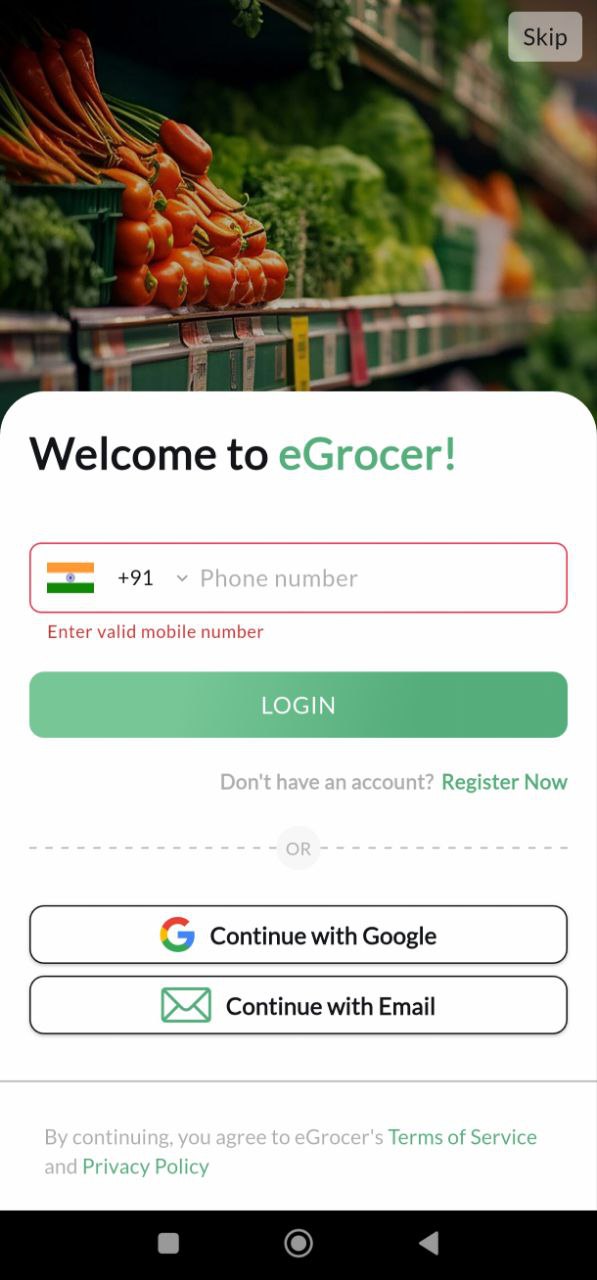 Skip
Welcome to eGrocer!
+91 Phone number
Enter valid mobile number
LOGIN
Don't have an account? Register Now
OR
Continue with Google
Continue with Email
By continuing, you agree to eGrocer's Terms of Service
and Privacy Policy